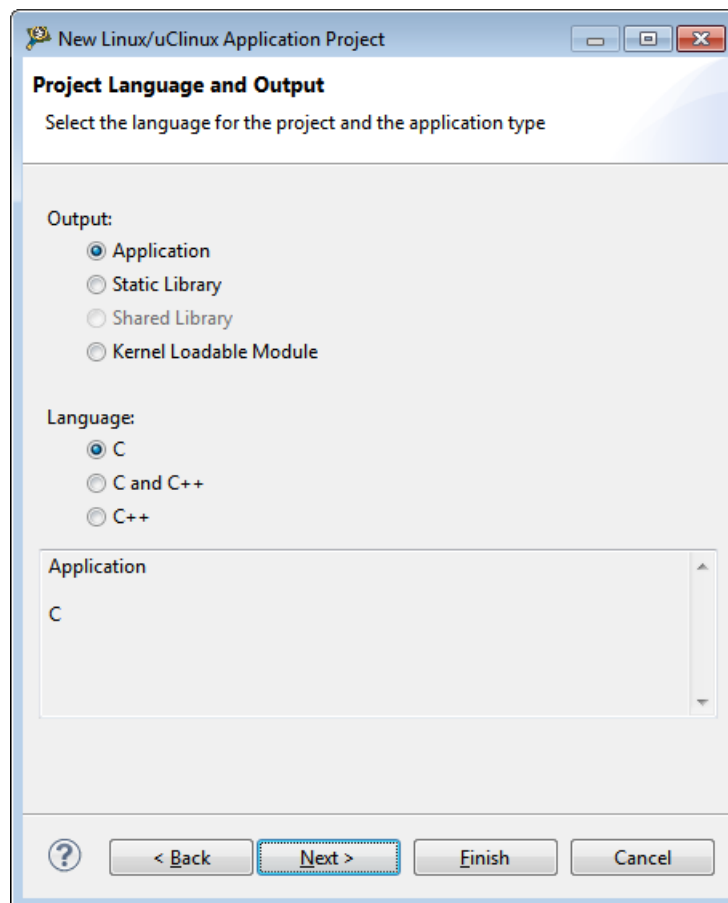 New Linux/uClinux Application Project
Project Language and Output
Select the language for the project and the application type
Output:
Application
Static Library
Shared Library
Kernel Loadable Module
Language:
C
C and C++
C++
Application
C
?
< Back
Next >
Finish
Cancel